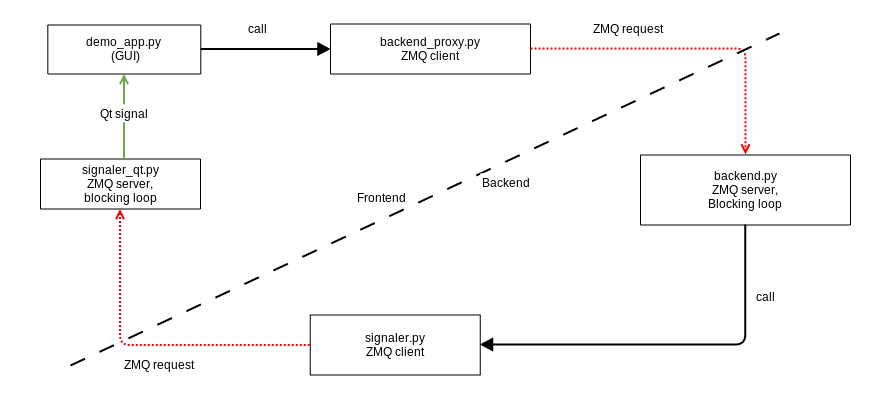 demo_app.py
(GUI)
call
backend_proxy.py
ZMQ client
ZMQ request
Qt signal
signaler_qt.py
ZMQ server,
blocking loop
Frontend
Backend
backend.py
ZMQ server,
Blocking loop
call
signaler.py
ZMQ client
ZMQ request